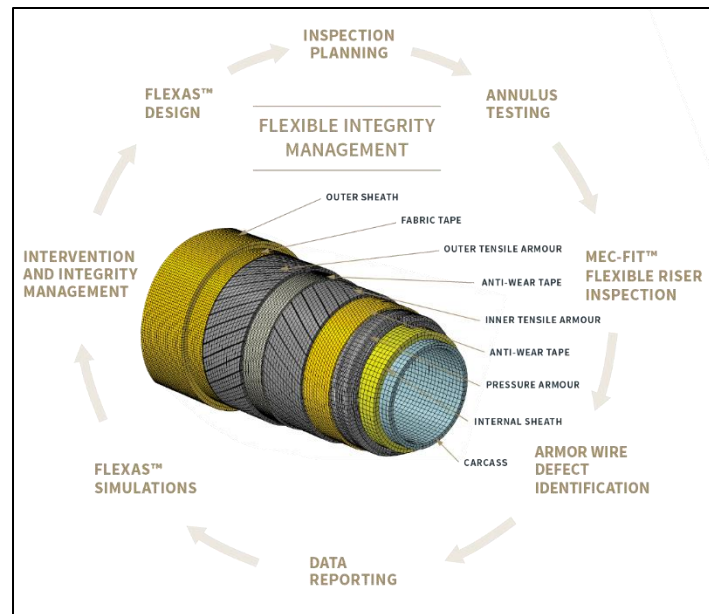 INSPECTION
PLANNING
FLEXAS™
DESIGN
ANNULUS
TESTING
FLEXIBLE INTEGRITY
MANAGEMENT
OUTER SHEATH
FABRIC TAPE
OUTER TENSILE ARMOUR
ANTI-WEAR TAPE
INNER TENSILE ARMOUR
ANTI-WEAR TAPE
PRESSURE ARMOUR
INTERNAL SHEATH
CARCASS
INTERVENTION
AND INTEGRITY
MANAGEMENT
MEC-FIT™
FLEXIBLE RISER
INSPECTION
FLEXAS™
SIMULATIONS
ARMOR WIRE
DEFECT
IDENTIFICATION
DATA
REPORTING